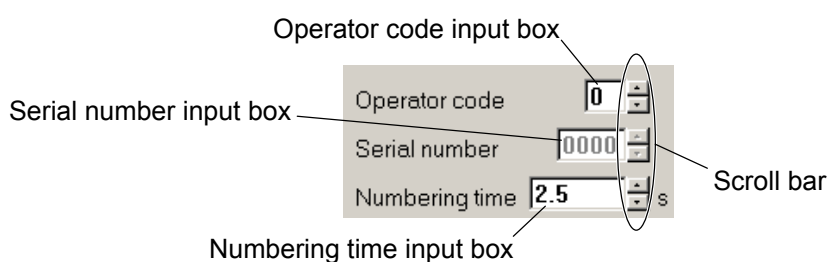 Operator code input box
Operator code 0
Serial number input box
Serial number 0000
Scroll bar
Numbering time 2.5 s
Numbering time input box